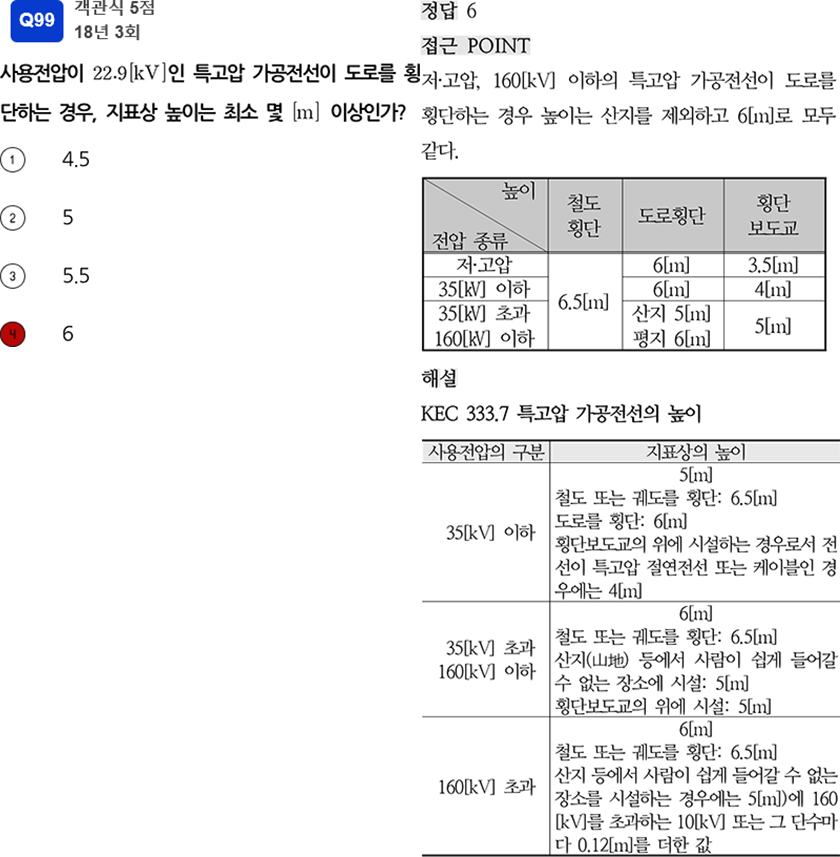 Q99
객관식 5점
18년 3회
사용전압이 22.9[kV]인 특고압 가공전선이 도로를 횡
단하는 경우, 지표상 높이는 최소 몇 [m] 이상인가?
1 4.5
2 5
3 5.5
4 6
정답 6
접근 POINT
저·고압, 160[kV] 이하의 특고압 가공전선이 도로를
횡단하는 경우 높이는 산지를 제외하고 6[m]로 모두
같다.
높이
전압 종류
철도
횡단
도로횡단
횡단
보도교
저·고압 6[m] 3.5[m]
35[㎸] 이하 6.5[m] 6[m] 4[m]
35[㎸] 초과
160[㎸] 이하
산지 5[m]
평지 6[m]
5[m]
해설
KEC 333.7 특고압 가공전선의 높이
사용전압의 구분 지표상의 높이
35[kV] 이하
5[m]
철도 또는 궤도를 횡단: 6.5[m]
도로를 횡단: 6[m]
횡단보도교의 위에 시설하는 경우로서 전
선이 특고압 절연전선 또는 케이블인 경
우에는 4[m]
35[kV] 초과
160[kV] 이하
6[m]
철도 또는 궤도를 횡단: 6.5[m]
산지(山地) 등에서 사람이 쉽게 들어갈
수 없는 장소에 시설: 5[m]
횡단보도교의 위에 시설: 5[m]
160[kV] 초과
6[m]
철도 또는 궤도를 횡단: 6.5[m]
산지 등에서 사람이 쉽게 들어갈 수 없는
장소를 시설하는 경우에는 5[m])에 160
[kV]를 초과하는 10[kV] 또는 그 단수마
다 0.12[m]를 더한 값